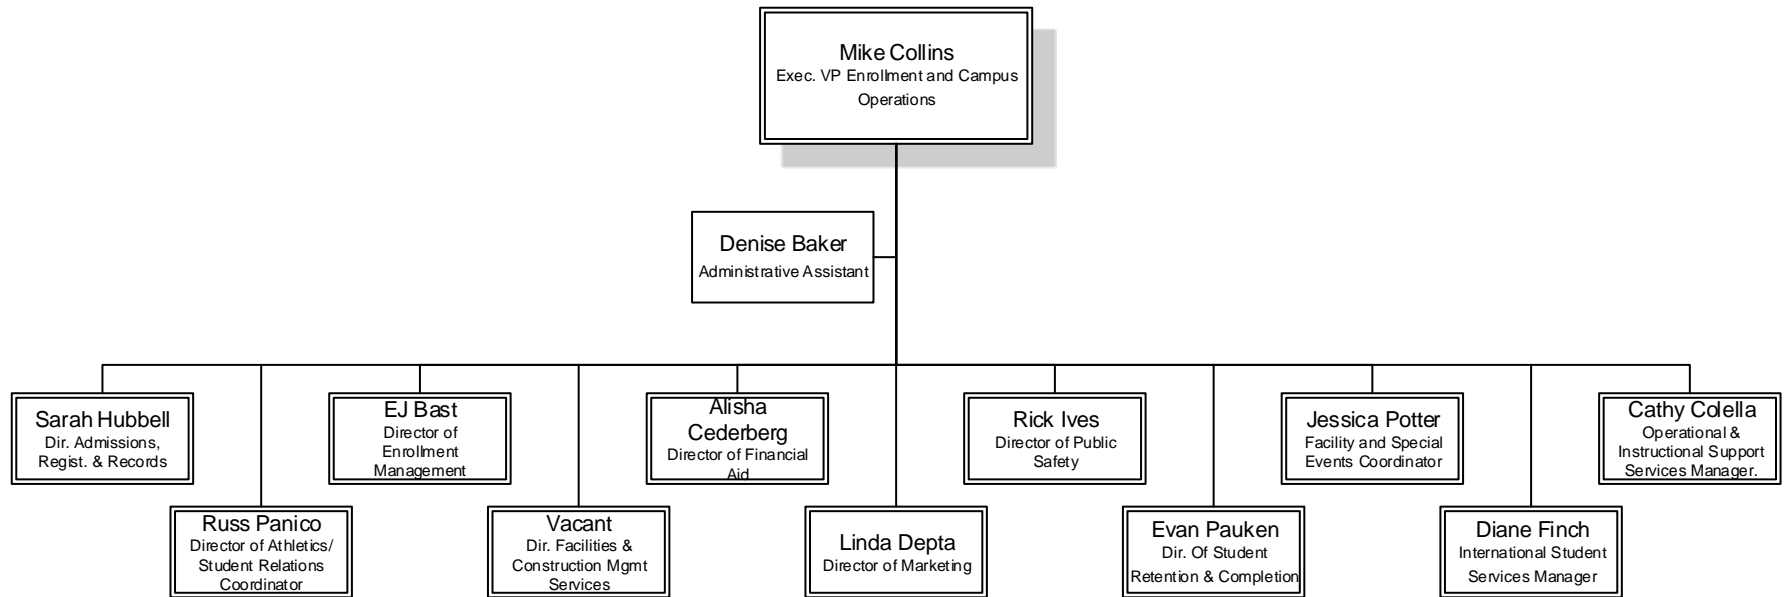 Mike Collins
Exec. VP Enrollment and Campus
Operations
Denise Baker
Administrative Assistant
Sarah Hubbell
Dir. Admissions,
Regist. & Records
EJ Bast
Director of
Enrollment
Management
Alisha
Cederberg
Director of Financial
Aid
Rick Ives
Director of Public
Safety
Jessica Potter
Facility and Special
Events Coordinator
Cathy Colella
Operational &
Instructional Support
Services Manager.
Russ Panico
Director of Athletics/
Student Relations
Coordinator
Vacant
Dir. Facilities &
Construction Mgmt
Services
Linda Depta
Director of Marketing
Evan Pauken
Dir. Of Student
Retention & Completion
Diane Finch
International Student
Services Manager